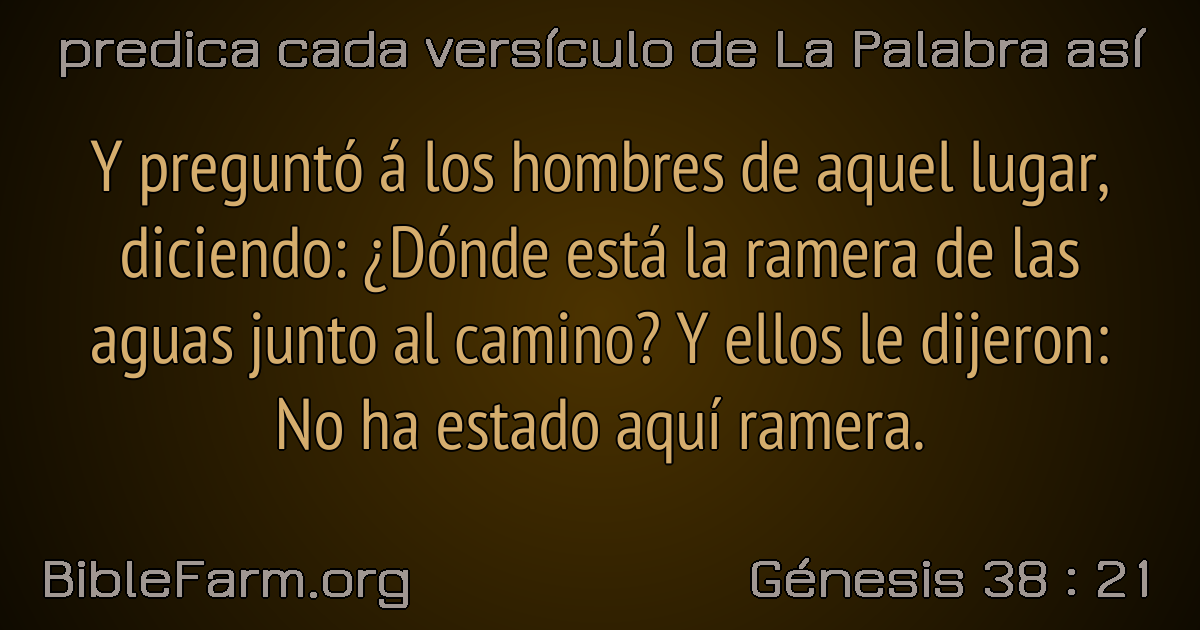 predica cada versículo de La Palabra así
Y preguntó á los hombres de aquel lugar,
diciendo: ¿Dónde está la ramera de las
aguas junto al camino? Y ellos le dijeron:
No ha estado aquí ramera.
BibleFarm.org
Génesis 38 : 21